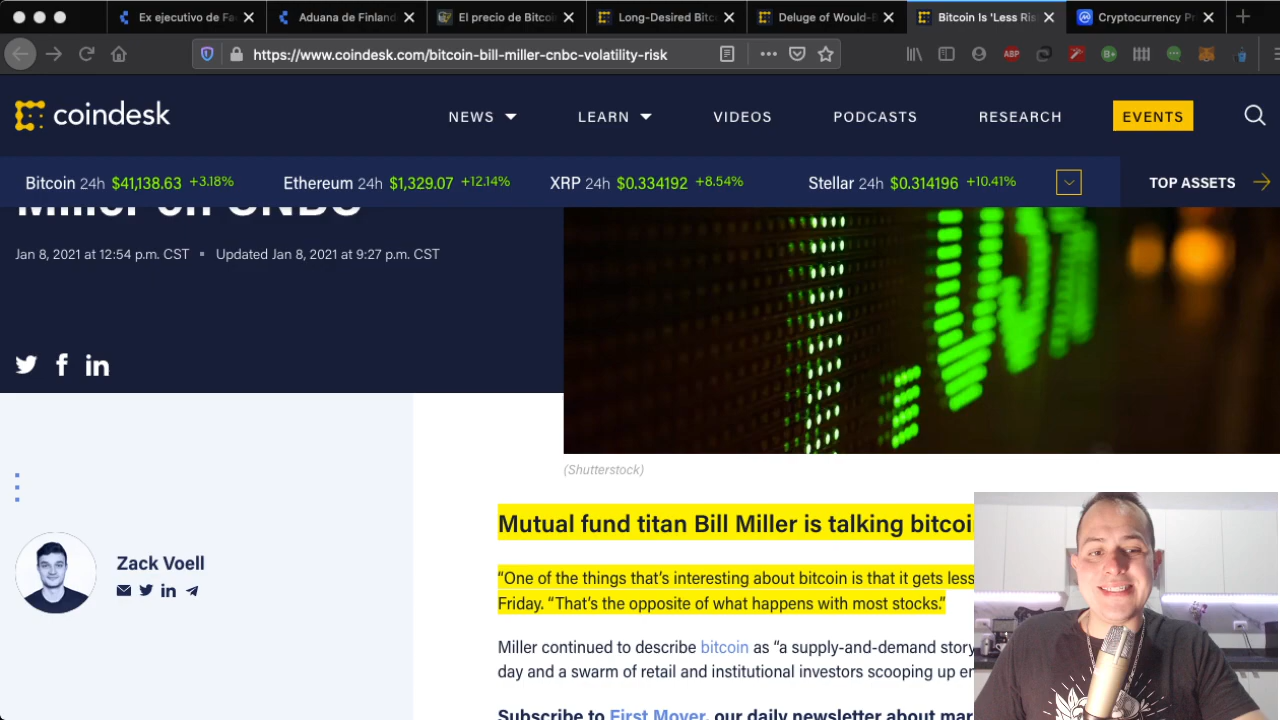 Ex ejecutivo de Fa
Aduana de Finland
El precio de Bitcoi
Long-Desired Bitc
Deluge of Would-B
Bitcoin Is 'Less Ris
Cryptocurrency Pr
https://www.coindesk.com/bitcoin-bill-miller-cnbc-volatility-risk
ABP
coindesk
NEWS
LEARN
VIDEOS
PODCASTS
RESEARCH
EVENTS
Bitcoin 24h $41,138.63 +3.18%
Ethereum 24h $1,329.07 +12.14%
XRP 24h $0.334192 +8.54%
Stellar 24h $0.314196 +10.41%
TOP ASSETS
Miller on CNBC
Jan 8, 2021 at 12:54 p.m. CST
Updated Jan 8, 2021 at 9:27 p.m. CST
(Shutterstock)
Zack Voell
Mutual fund titan Bill Miller is talking bitcoi
"One of the things that's interesting about bitcoin is that it gets less
Friday. "That's the opposite of what happens with most stocks."
Miller continued to describe bitcoin as "a supply-and-demand story
day and a swarm of retail and institutional investors scooping up
Subscribe to First Mover, our daily newsletter about mar